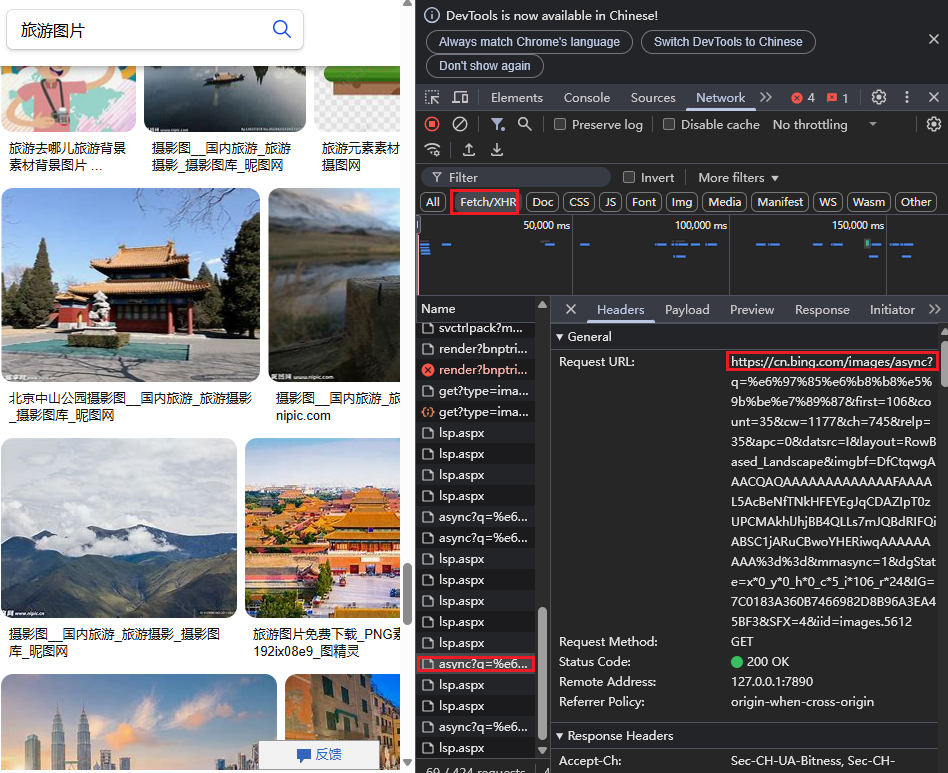 旅游图片
旅游去哪儿旅游背景
素材背景图片 ...
摄影图__国内旅游_旅游
摄影_摄影图库_昵图网
旅游元素素材
摄图网
www.nipic.com
北京中山公园摄影图__国内旅游_旅游摄影
_摄影图库_昵图网
摄影图__国内旅游_旅
nipic.com
摄影图__国内旅游_旅游摄影_摄影图
库_昵图网
旅游图片免费下载_PNG素
192ix08e9_图精灵
反馈
DevTools is now available in Chinese!
Always match Chrome's language
Switch DevTools to Chinese
Don't show again
Elements
Console
Sources
Network
4
1
Preserve log
Disable cache
No throttling
Filter
Invert
More filters
All
Fetch/XHR
Doc
CSS
JS
Font
Img
Media
Manifest
WS
Wasm
Other
50,000 ms
100,000 ms
150,000 ms
Name
svctrlpack?m...
render?bnptri...
render?bnptri...
get?type=ima...
get?type=ima...
lsp.aspx
lsp.aspx
lsp.aspx
lsp.aspx
async?q=%e6...
async?q=%e6...
lsp.aspx
lsp.aspx
lsp.aspx
lsp.aspx
lsp.aspx
async?q=%e6...
lsp.aspx
lsp.aspx
async?q=%e6...
lsp.aspx
69 / 424 requests
Headers
Payload
Preview
Response
Initiator
General
Request URL:
https://cn.bing.com/images/async?
q=%e6%97%85%e6%b8%b8%e5%
9b%be%e7%89%87&first=106&c
ount=35&cw=1177&ch=745&relp=
35&apc=0&datsrc=I&layout=RowB
ased_Landscape&imgbf=DfCtqwgA
AACQAQAAAAAAAAAAAAAFAAAA
L5AcBeNfTNkHFEYEgJqCDAZIpT0z
UPCMAkhlJhjBB4QLLs7mJQBdRIFQi
ABSC1jARuCBwoYHERiwqAAAAAA
AAA%3d%3d&mmasync=1&dgStat
e=x*0_y*0_h*0_c*5_i*106_r*24&IG=
7C0183A360B7466982D8B96A3EA4
5BF3&SFX=4&iid=images.5612
Request Method:
GET
Status Code:
200 OK
Remote Address:
127.0.0.1:7890
Referrer Policy:
origin-when-cross-origin
Response Headers
Accept-Ch:
Sec-CH-UA-Bitness, Sec-CH-